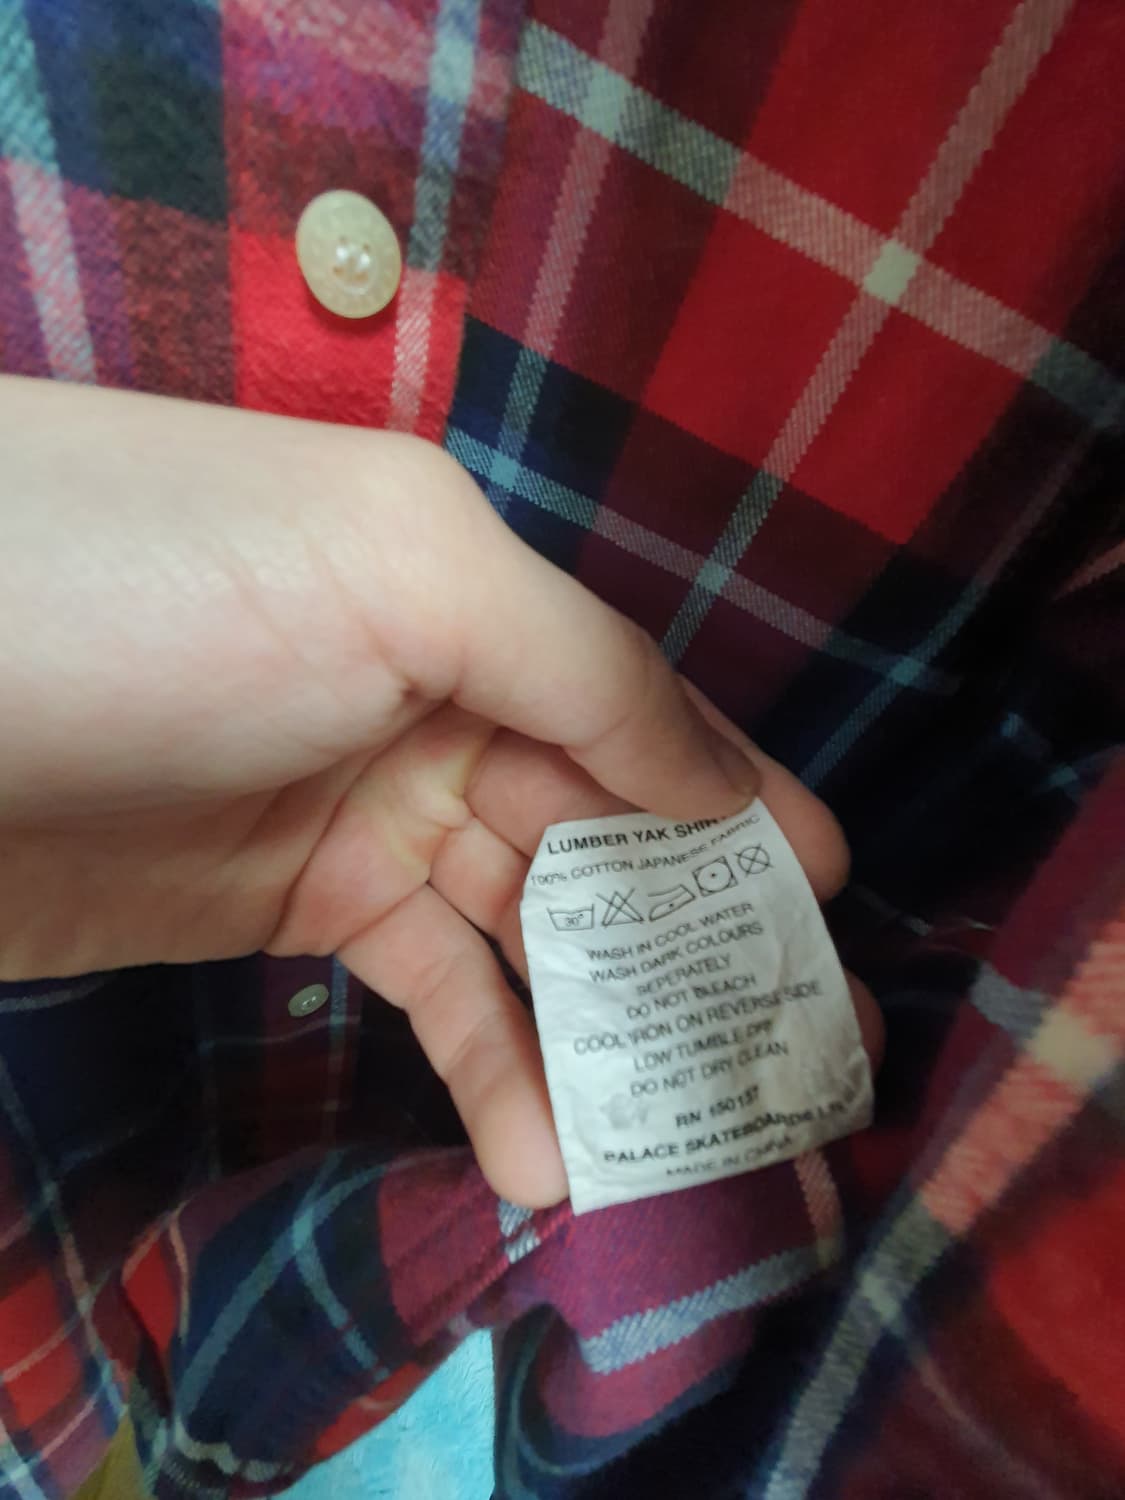 LUMBER YAK SHIRT
100% COTTON JAPANESE FABRIC
30°
WASH IN COOL WATER
WASH DARK COLOURS
SEPERATELY
DO NOT BLEACH
COOL IRON ON REVERSE SIDE
LOW TUMBLE DRY
DO NOT DRY CLEAN
RN 150157
PALACE SKATEBOARDS
MADE IN CHINA